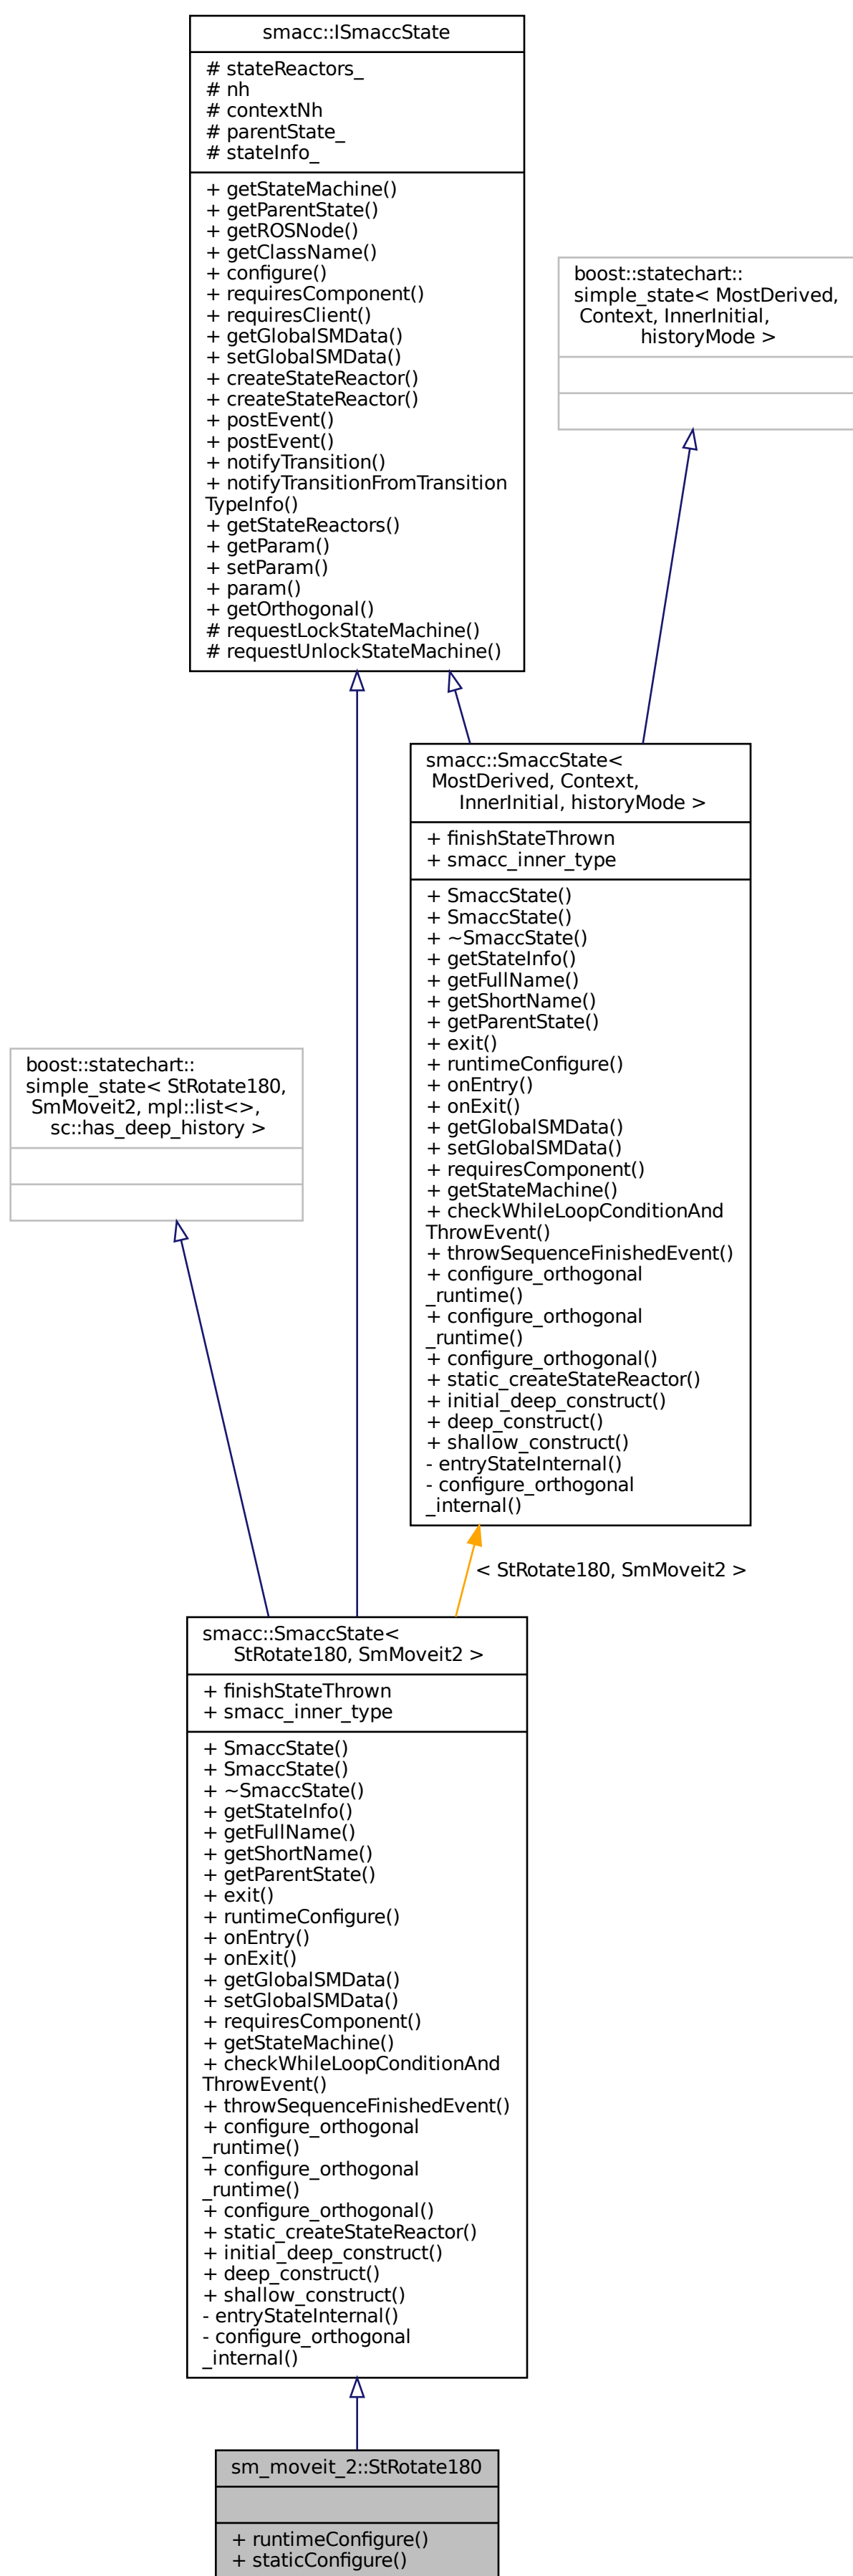 smacc::ISmaccState
# stateReactors_
# nh
# contextNh
# parentState_
# stateInfo_
+ getStateMachine()
+ getParentState()
+ getROSNode()
+ getClassName()
+ configure()
+ requiresComponent()
+ requiresClient()
+ getGlobalSMData()
+ setGlobalSMData()
+ createStateReactor()
+ createStateReactor()
+ postEvent()
+ postEvent()
+ notifyTransition()
+ notifyTransitionFromTransition
TypeInfo()
+ getStateReactors()
+ getParam()
+ setParam()
+ param()
+ getOrthogonal()
# requestLockStateMachine()
# requestUnlockStateMachine()
boost::statechart::
simple_state< MostDerived,
Context, InnerInitial,
historyMode >
smacc::SmaccState<
MostDerived, Context,
InnerInitial, historyMode >
+ finishStateThrown
+ smacc_inner_type
+ SmaccState()
+ SmaccState()
+ ~SmaccState()
+ getStateInfo()
+ getFullName()
+ getShortName()
+ getParentState()
+ exit()
+ runtimeConfigure()
+ onEntry()
+ onExit()
+ getGlobalSMData()
+ setGlobalSMData()
+ requiresComponent()
+ getStateMachine()
+ checkWhileLoopConditionAnd
ThrowEvent()
+ throwSequenceFinishedEvent()
+ configure_orthogonal
_runtime()
+ configure_orthogonal
_runtime()
+ configure_orthogonal()
+ static_createStateReactor()
+ initial_deep_construct()
+ deep_construct()
+ shallow_construct()
- entryStateInternal()
- configure_orthogonal
_internal()
boost::statechart::
simple_state< StRotate180,
SmMoveit2, mpl::list<>,
sc::has_deep_history >
< StRotate180, SmMoveit2 >
smacc::SmaccState<
StRotate180, SmMoveit2 >
+ finishStateThrown
+ smacc_inner_type
+ SmaccState()
+ SmaccState()
+ ~SmaccState()
+ getStateInfo()
+ getFullName()
+ getShortName()
+ getParentState()
+ exit()
+ runtimeConfigure()
+ onEntry()
+ onExit()
+ getGlobalSMData()
+ setGlobalSMData()
+ requiresComponent()
+ getStateMachine()
+ checkWhileLoopConditionAnd
ThrowEvent()
+ throwSequenceFinishedEvent()
+ configure_orthogonal
_runtime()
+ configure_orthogonal
_runtime()
+ configure_orthogonal()
+ static_createStateReactor()
+ initial_deep_construct()
+ deep_construct()
+ shallow_construct()
- entryStateInternal()
- configure_orthogonal
_internal()
sm_moveit_2::StRotate180
+ runtimeConfigure()
+ staticConfigure()